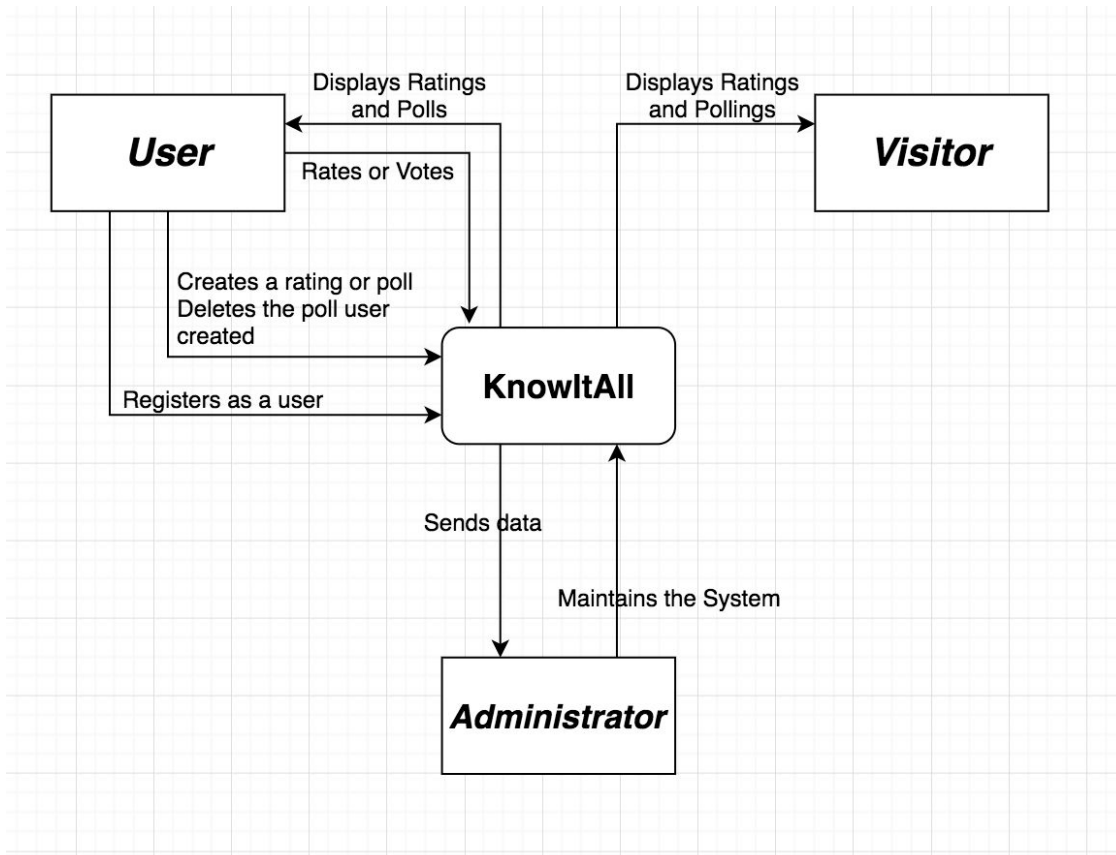 Displays Ratings
and Polls
Displays Ratings
and Pollings
User
Visitor
Rates or Votes
Creates a rating or poll
Deletes the poll user
created
KnowItAll
Registers as a user
Sends data
Maintains the System
Administrator